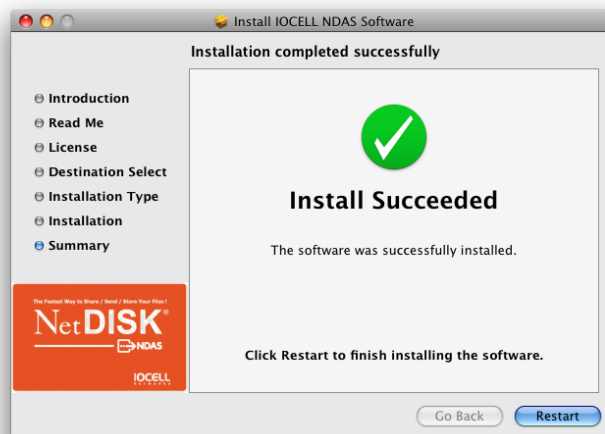 Install IOCELL NDAS Software
Installation completed successfully
Introduction
Read Me
License
Destination Select
Installation Type
Installation
Summary
The Fastest Way to Share / Send / Store Your Files !
NetDISK®
NDAS
IOCELL
NETWORKS
Install Succeeded
The software was successfully installed.
Click Restart to finish installing the software.
Go Back
Restart